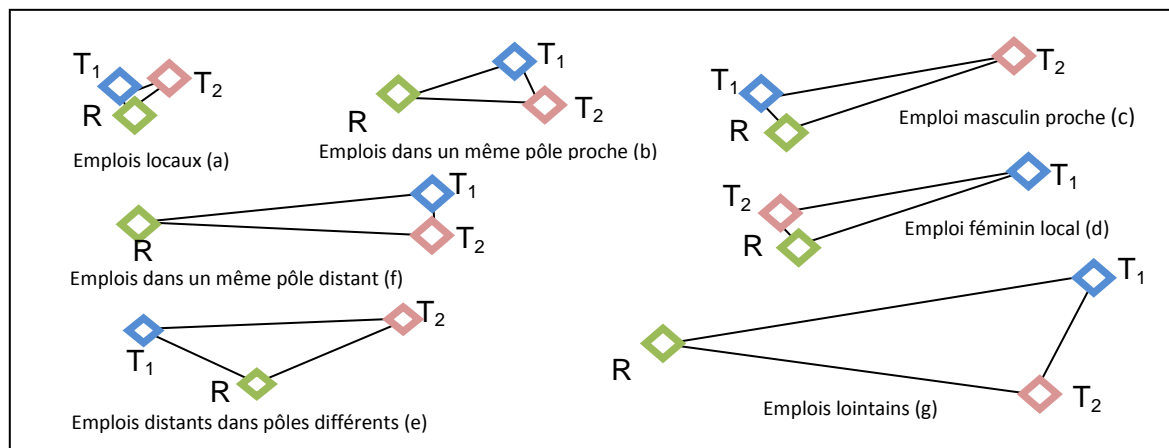 T₁
T₂
R
Emplois locaux (a)
T₁
R
T₂
Emplois dans un même pôle proche (b)
T₁
T₂
R
Emploi masculin proche (c)
T₂
T₁
R
Emploi féminin local (d)
T₁
R
T₂
Emplois dans un même pôle distant (f)
T₂
T₁
R
Emplois distants dans pôles différents (e)
T₁
R
T₂
Emplois lointains (g)